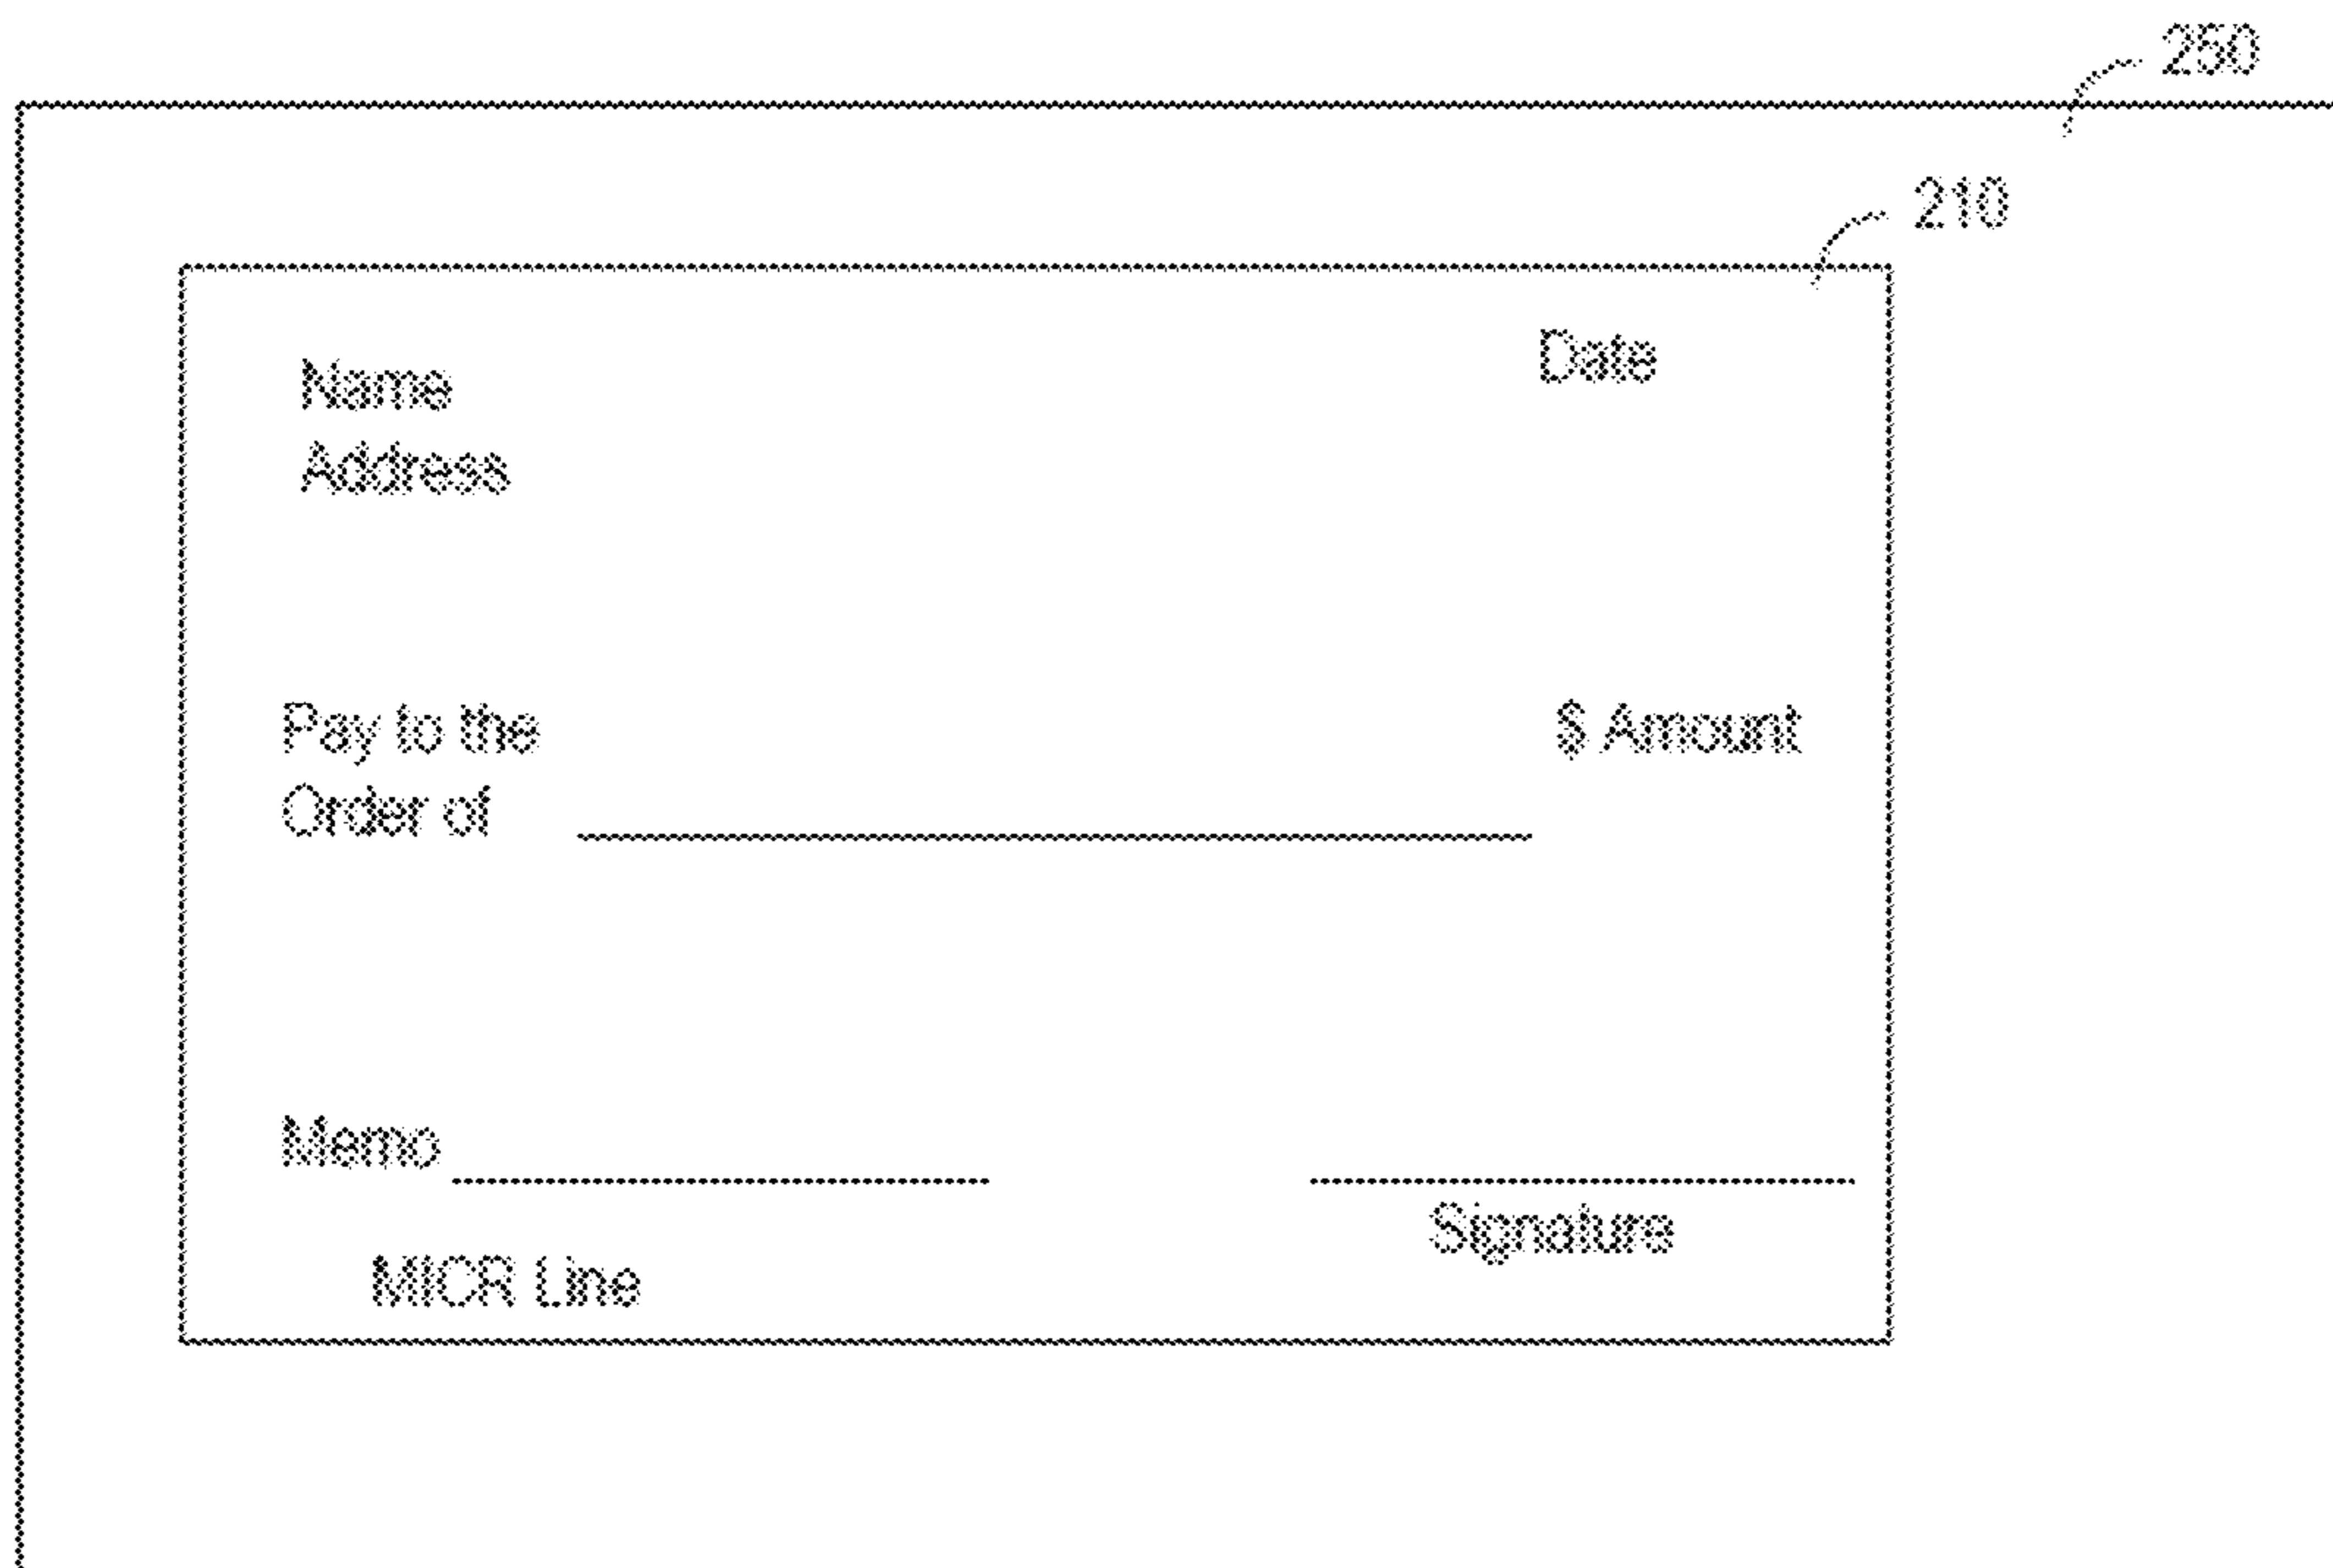 250
210
Date
Name
Address
Pay to the
$ Amount
Order of
Memo
Signature
MICR Line